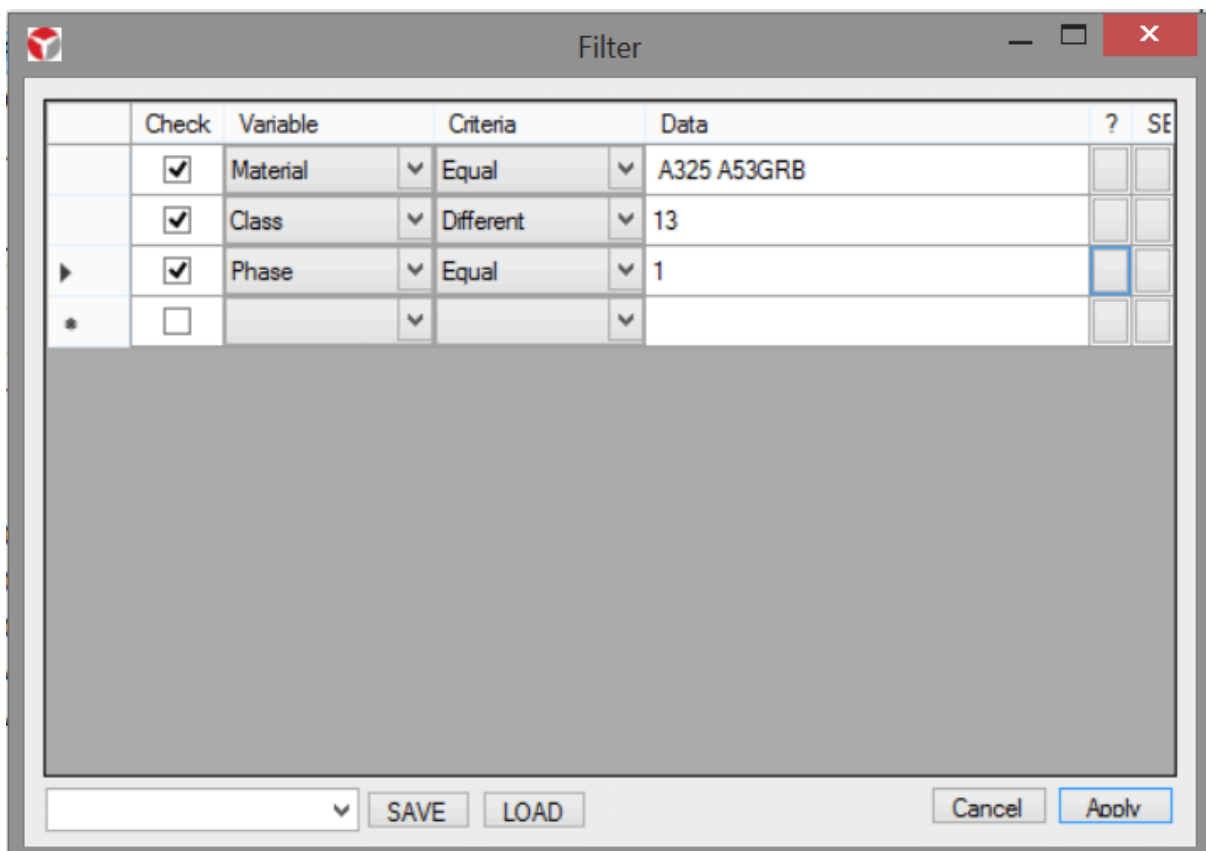 Filter
Check Variable Criteria Data ? SE
Material Equal A325 A53GRB
Class Different 13
Phase Equal 1
SAVE LOAD Cancel Apply